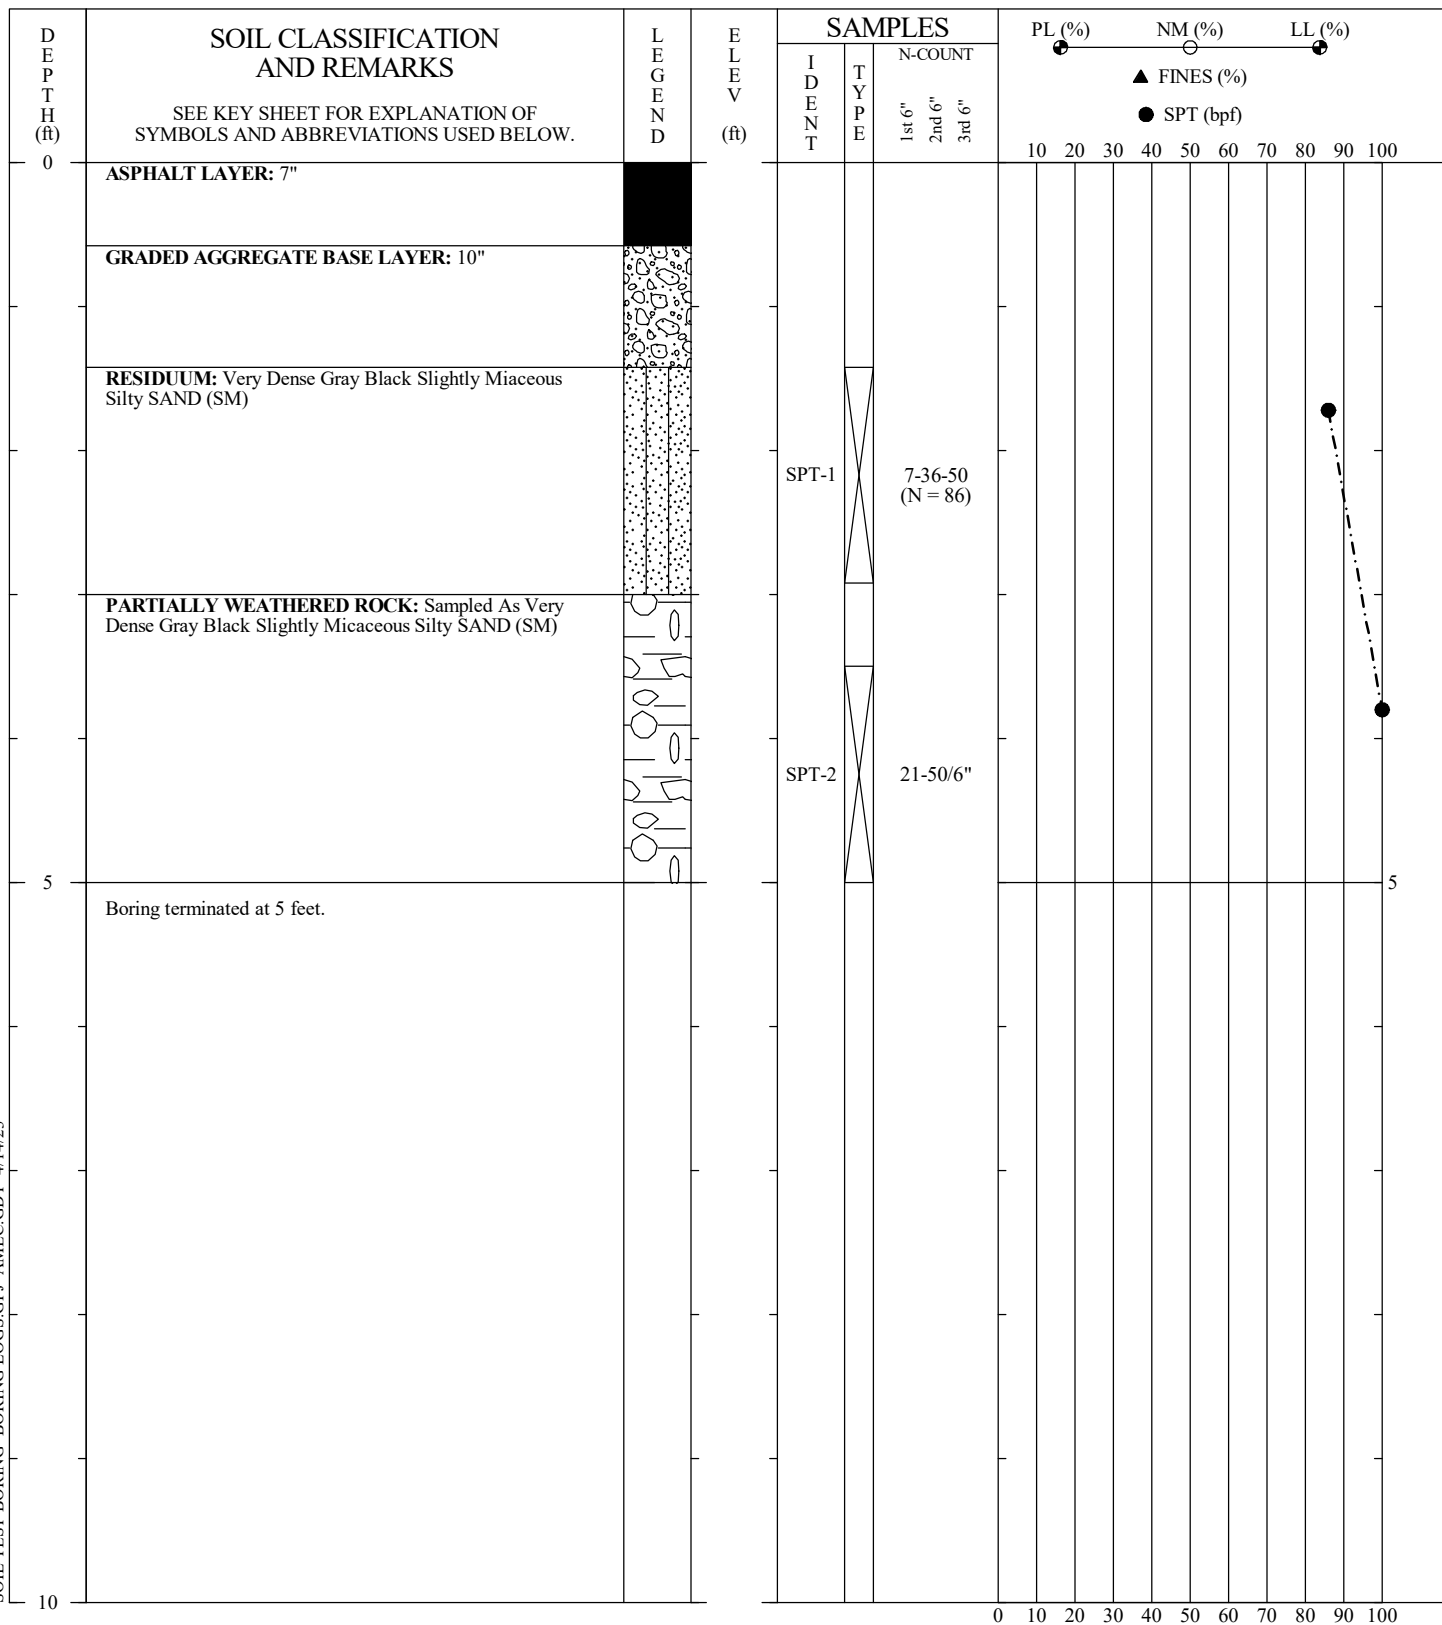 DEPTH
(ft)
SOIL CLASSIFICATION
AND REMARKS
SEE KEY SHEET FOR EXPLANATION OF
SYMBOLS AND ABBREVIATIONS USED BELOW.
LEGEND
ELEV
(ft)
SAMPLES
IDENT
TYPE
N-COUNT
1st 6"
2nd 6"
3rd 6"
PL (%) NM (%) LL (%)
FINES (%)
SPT (bpf)
10 20 30 40 50 60 70 80 90 100
0
ASPHALT LAYER: 7"
GRADED AGGREGATE BASE LAYER: 10"
RESIDUUM: Very Dense Gray Black Slightly Miaceous
Silty SAND (SM)
SPT-1
7-36-50
(N = 86)
PARTIALLY WEATHERED ROCK: Sampled As Very
Dense Gray Black Slightly Micaceous Silty SAND (SM)
SPT-2
21-50/6"
5
5
Boring terminated at 5 feet.
10
0 10 20 30 40 50 60 70 80 90 100